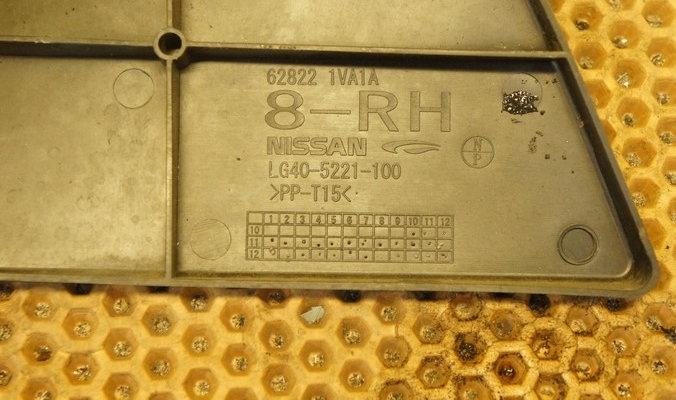 62822 1VA1A
8-RH
NISSAN
N
P
LG40-5221-100
>PP-T15<
1 2 3 4 5 6 7 8 9 10 11 12
10
11
12